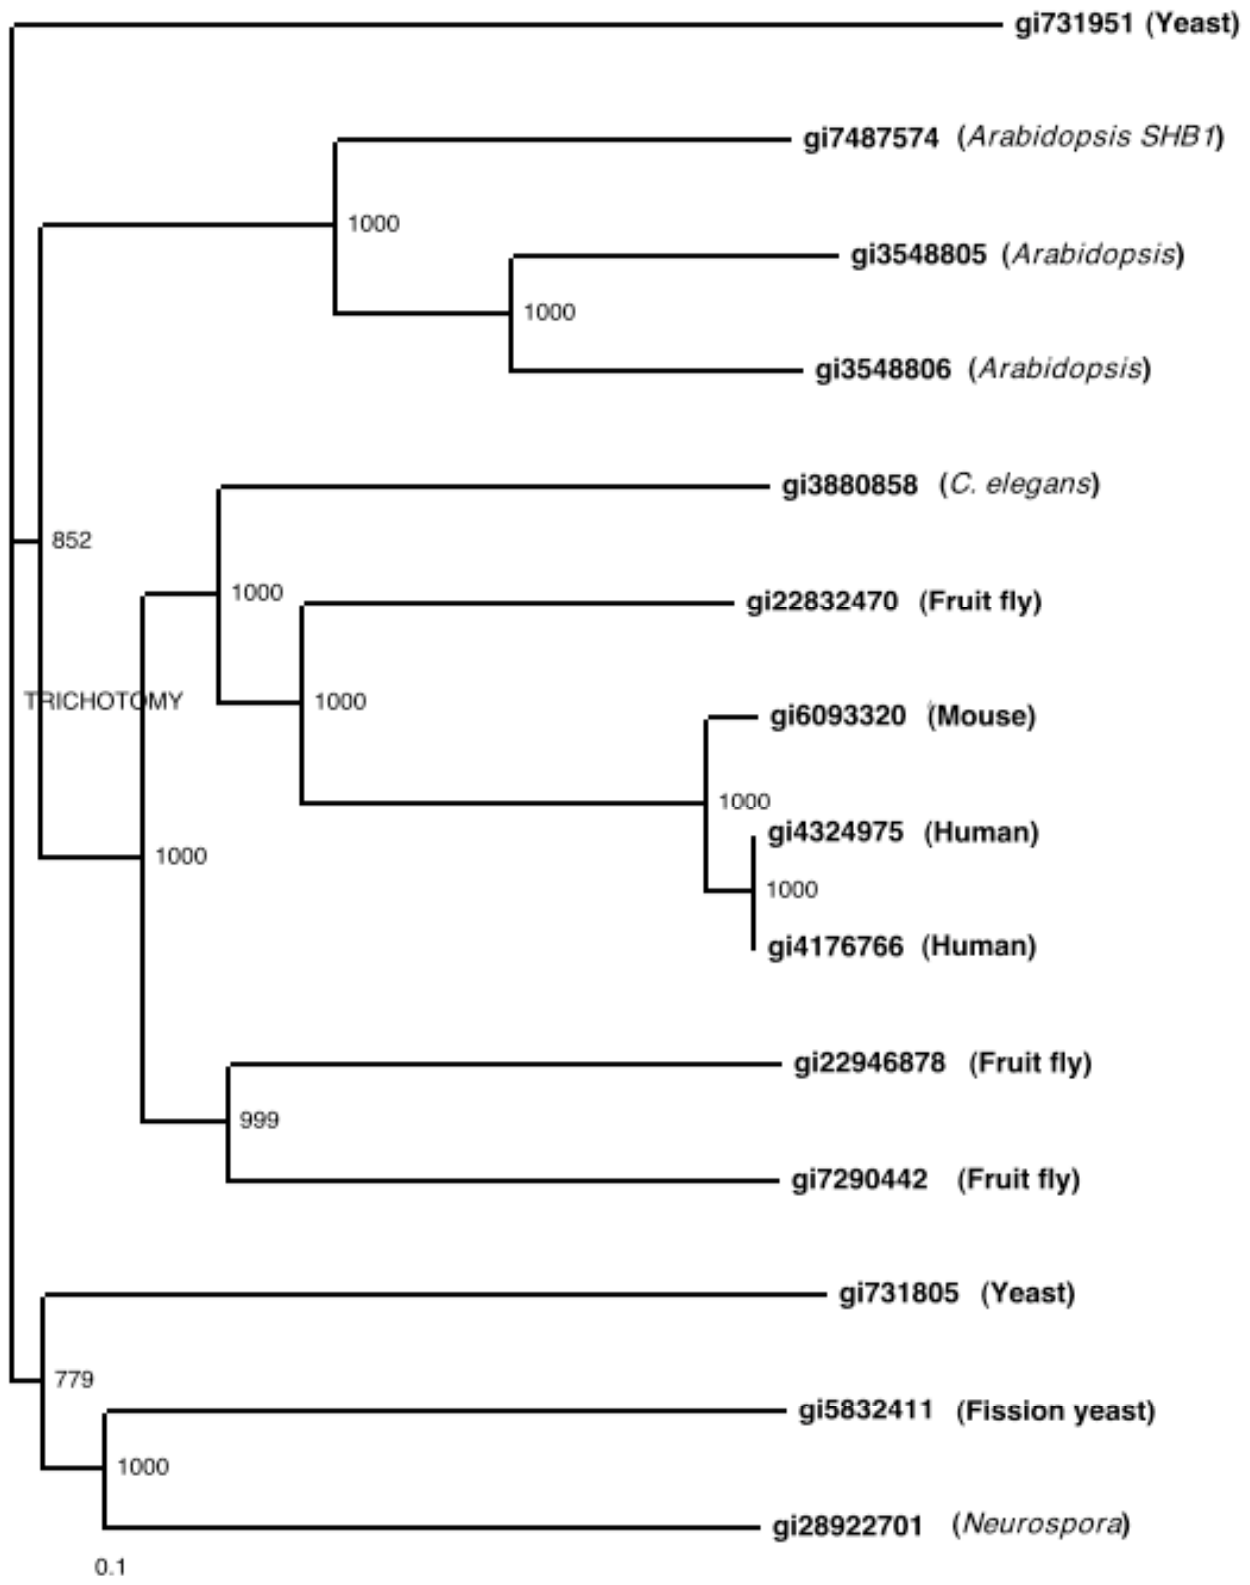 gi731951 (Yeast)
gi7487574 (Arabidopsis SHB1)
1000
gi3548805 (Arabidopsis)
1000
gi3548806 (Arabidopsis)
gi3880858 (C. elegans)
852
1000
gi22832470 (Fruit fly)
TRICHOTOMY
1000
gi6093320 (Mouse)
1000
gi4324975 (Human)
1000
1000
gi4176766 (Human)
gi22946878 (Fruit fly)
999
gi7290442 (Fruit fly)
gi731805 (Yeast)
779
gi5832411 (Fission yeast)
1000
gi28922701 (Neurospora)
0.1